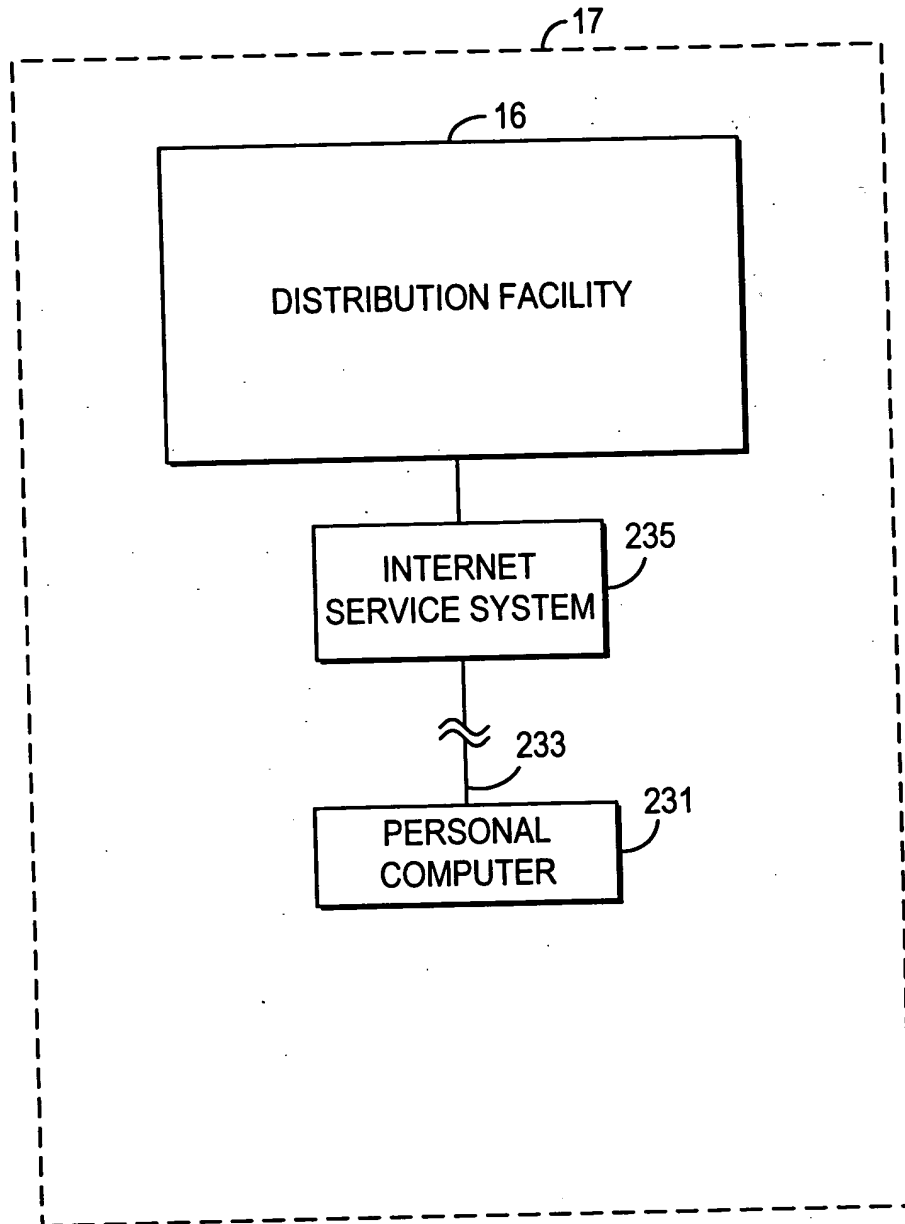 17
16
DISTRIBUTION FACILITY
235
INTERNET
SERVICE SYSTEM
233
231
PERSONAL
COMPUTER